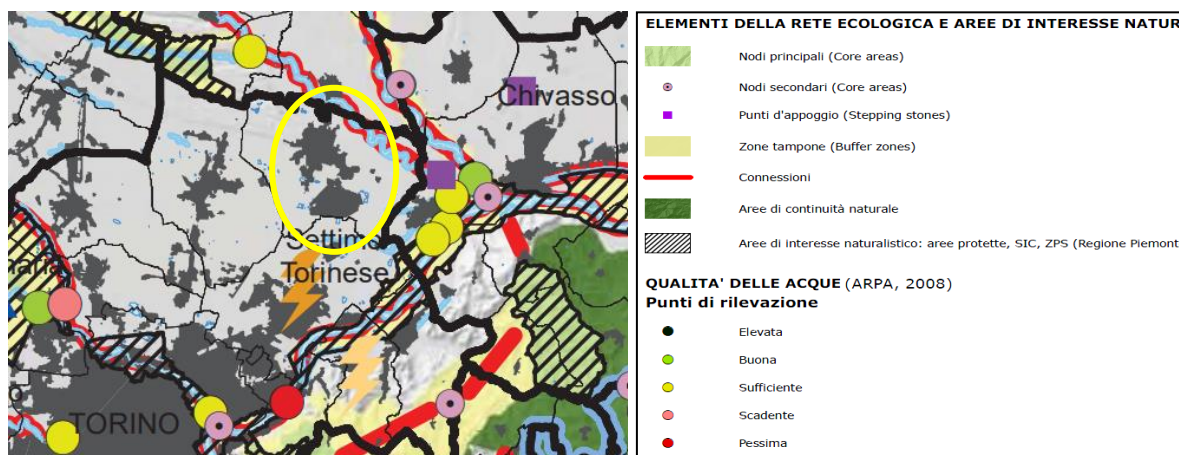 Chivasso
Settimo
Torinese
TORINO
ELEMENTI DELLA RETE ECOLOGICA E AREE DI INTERESSE NATUR
Nodi principali (Core areas)
Nodi secondari (Core areas)
Punti d'appoggio (Stepping stones)
Zone tampone (Buffer zones)
Connessioni
Aree di continuità naturale
Aree di interesse naturalistico: aree protette, SIC, ZPS (Regione Piemont
QUALITA' DELLE ACQUE (ARPA, 2008)
Punti di rilevazione
Elevata
Buona
Sufficiente
Scadente
Pessima